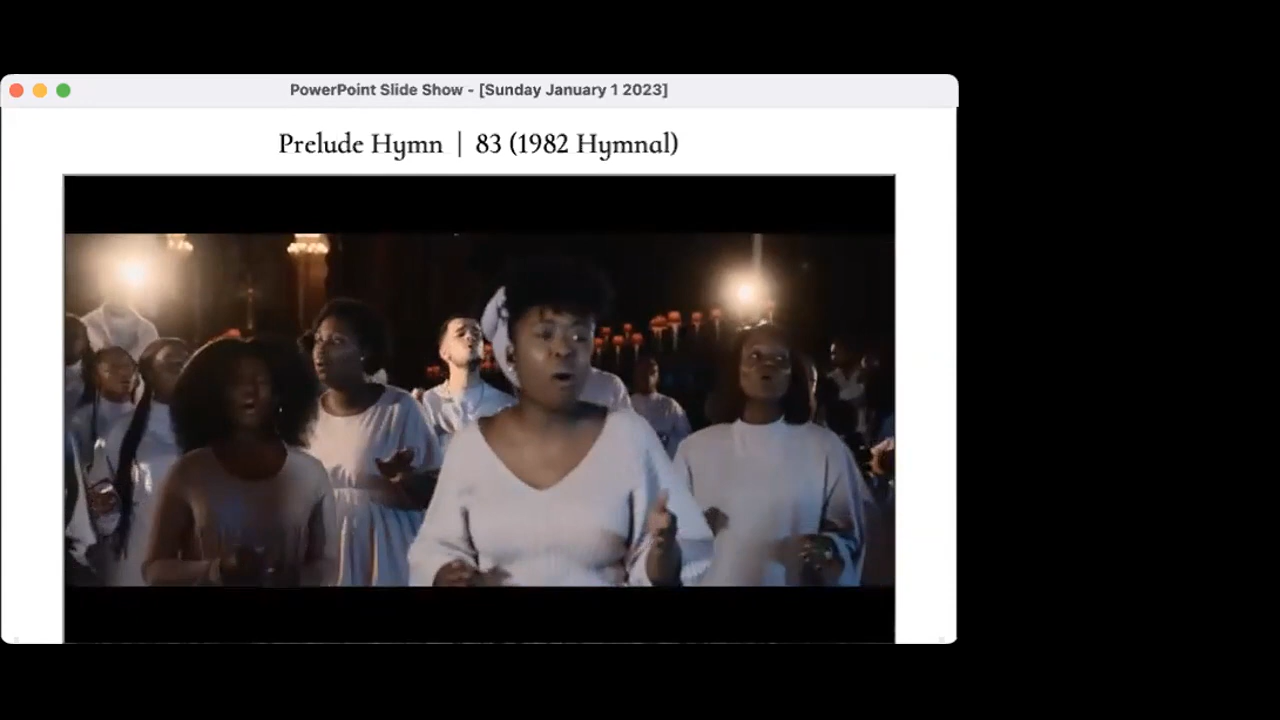 PowerPoint Slide Show - [Sunday January 1 2023]
Prelude Hymn | 83 (1982 Hymnal)